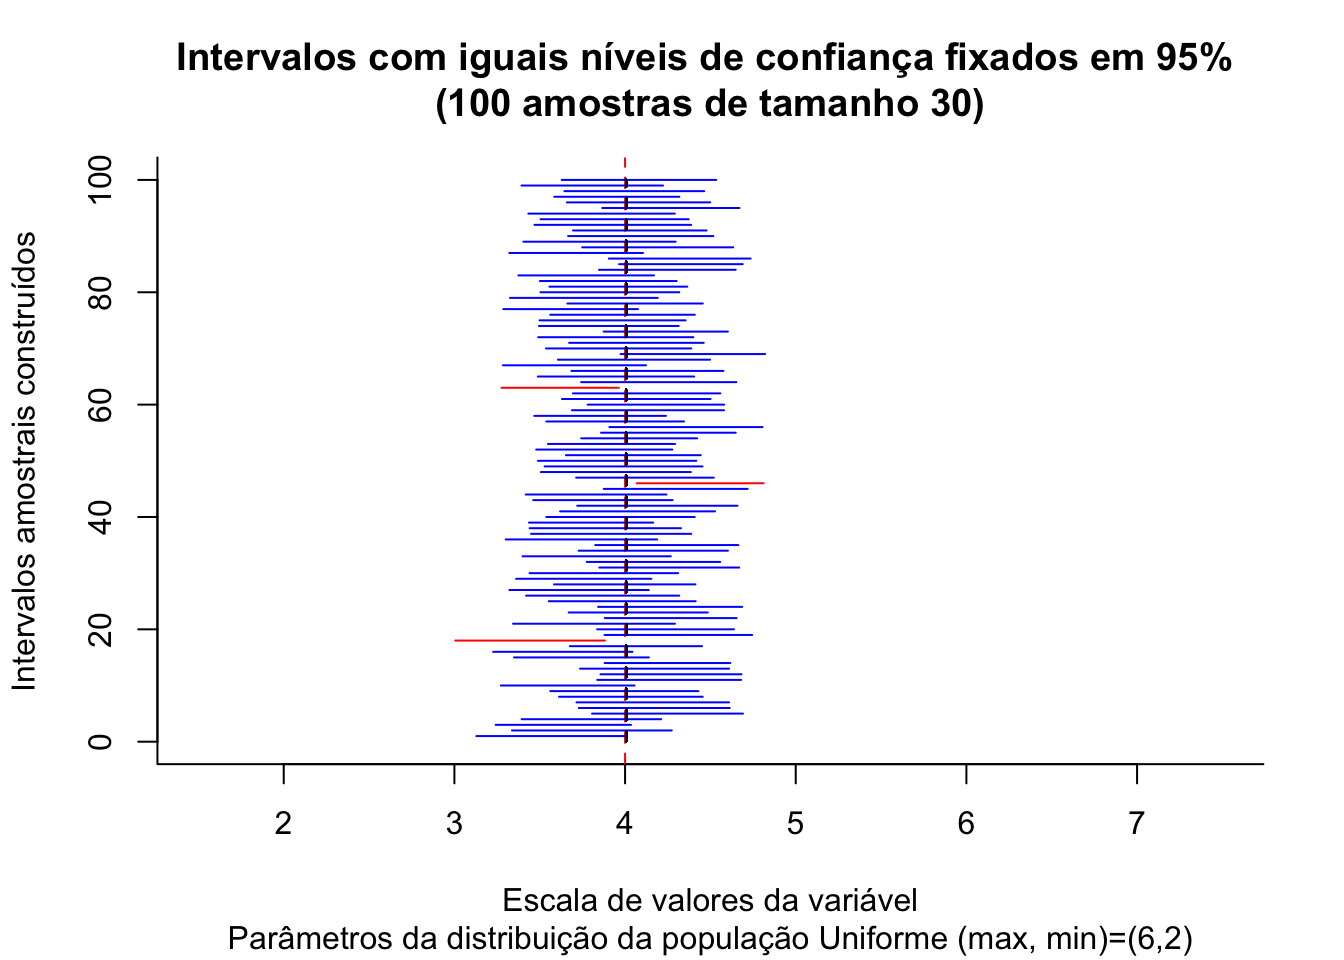 Intervalos com iguais níveis de confiança fixados em 95%
(100 amostras de tamanho 30)
Intervalos amostrais construídos
100
80
60
40
20
0
2 3 4 5 6 7
Escala de valores da variável
Parâmetros da distribuição da população Uniforme (max, min)=(6,2)